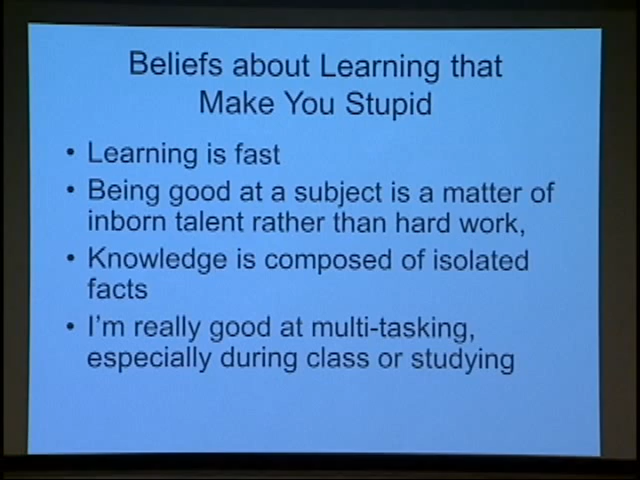 Beliefs about Learning that
Make You Stupid
• Learning is fast
• Being good at a subject is a matter of
inborn talent rather than hard work,
• Knowledge is composed of isolated
facts
• I'm really good at multi-tasking,
especially during class or studying